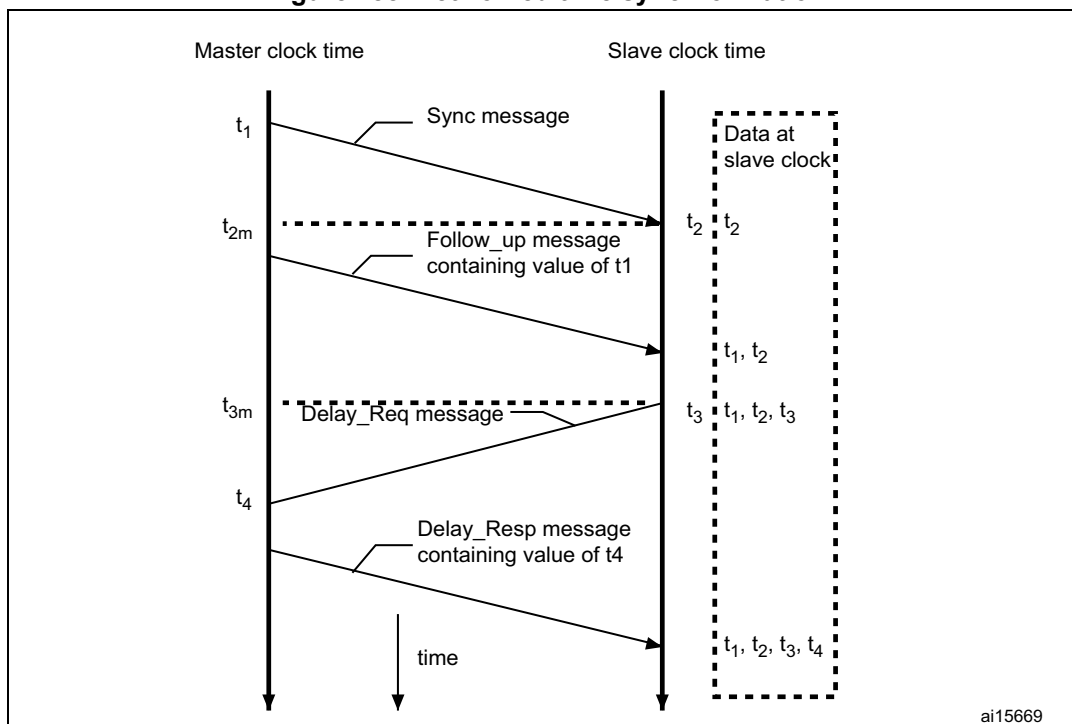 Master clock time
Slave clock time
t1
Sync message
Data at
slave clock
t2m
t2
t2
Follow_up message
containing value of t1
t1, t2
t3m
Delay_Req message
t3
t1, t2, t3
t4
Delay_Resp message
containing value of t4
t1, t2, t3, t4
time
ai15669